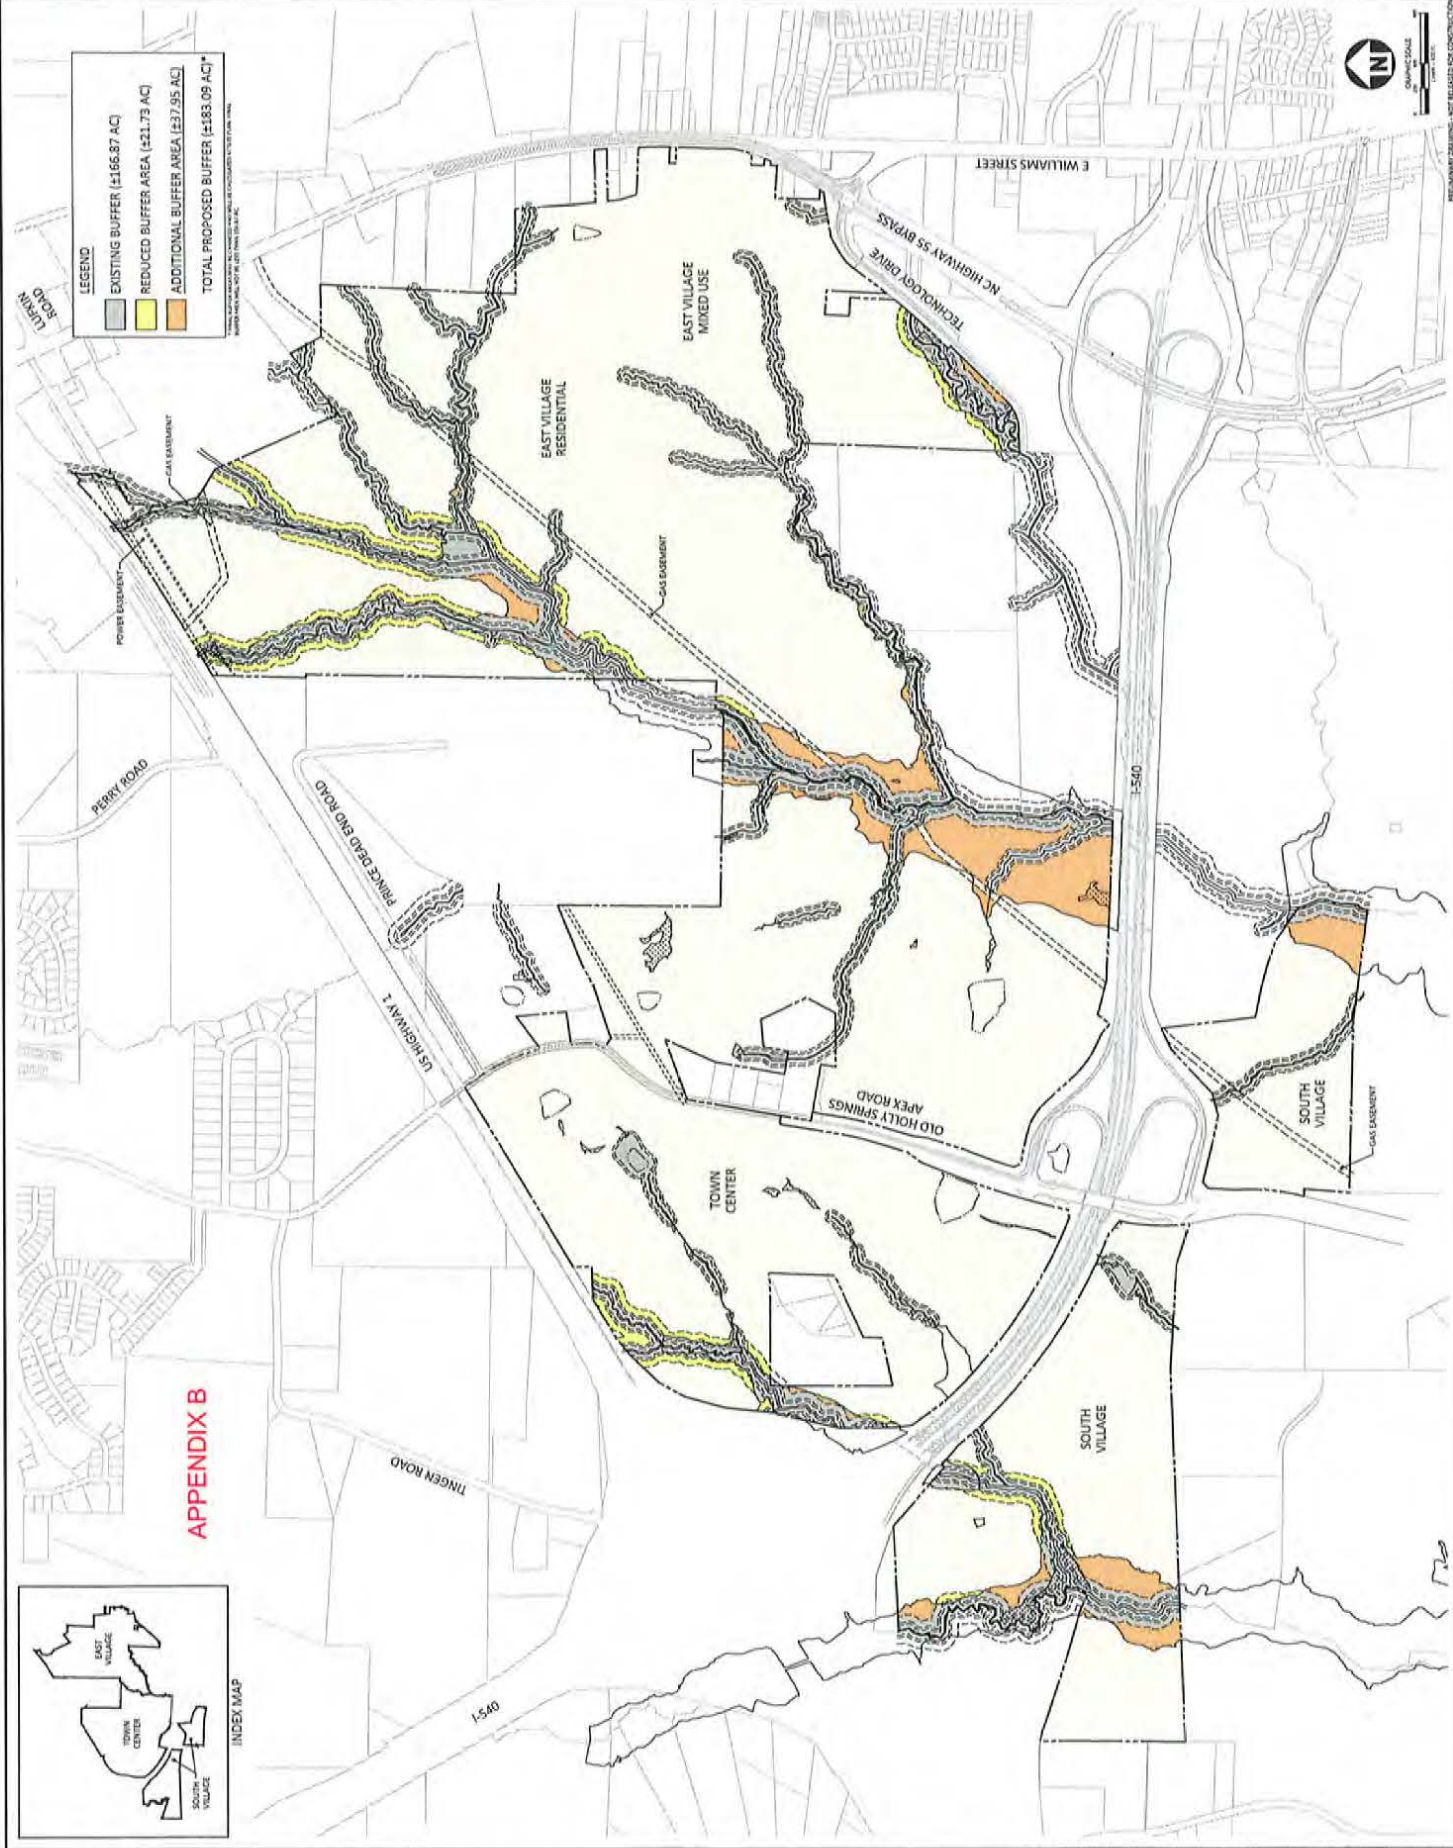 APPENDIX B
LEGEND
EXISTING BUFFER (±166.87 AC)
REDUCED BUFFER AREA (±21.73 AC)
ADDITIONAL BUFFER AREA (±37.95 AC)
TOTAL PROPOSED BUFFER (±183.09 AC)*
INDEX MAP
TOWN
CENTER
EAST
VILLAGE
SOUTH
VILLAGE
LUFKIN
ROAD
GAS EASEMENT
POWER EASEMENT
PERRY ROAD
PRINCE DEAD END ROAD
US HIGHWAY 1
TINGEN ROAD
I-540
EAST VILLAGE
RESIDENTIAL
EAST VILLAGE
MIXED USE
GAS EASEMENT
E WILLIAMS STREET
NC HIGHWAY 55 BYPASS
TECHNOLOGY DRIVE
I-540
OLD HOLLY SPRINGS
APEX ROAD
TOWN
CENTER
SOUTH
VILLAGE
GAS EASEMENT
SOUTH
VILLAGE
N
GRAPHIC SCALE